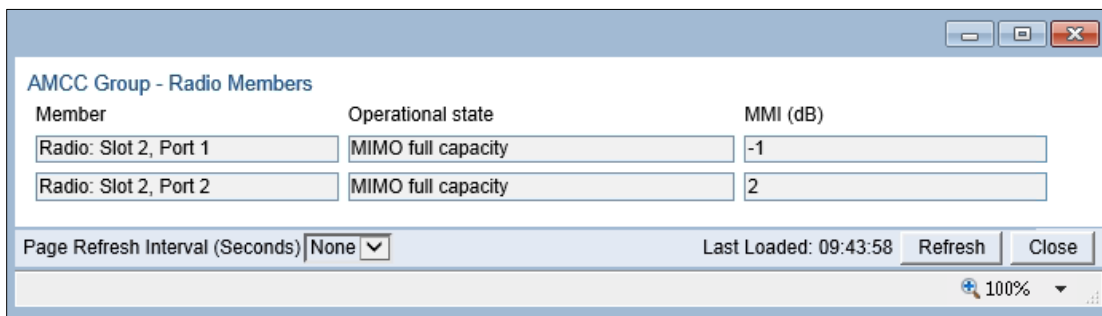 AMCC Group - Radio Members
Member Operational state MMI (dB)
Radio: Slot 2, Port 1 MIMO full capacity -1
Radio: Slot 2, Port 2 MIMO full capacity 2
Page Refresh Interval (Seconds) None Last Loaded: 09:43:58 Refresh Close
100%